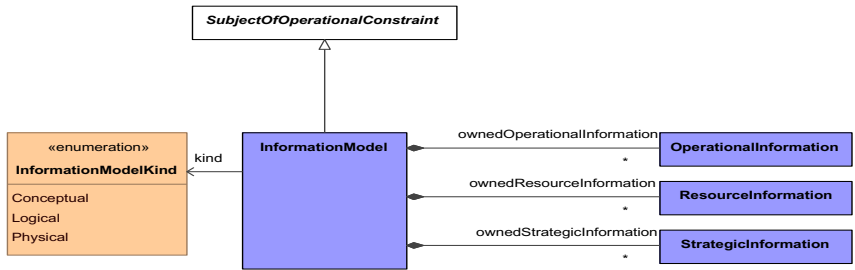 SubjectOfOperationalConstraint
«enumeration»
InformationModelKind
Conceptual
Logical
Physical
kind
InformationModel
ownedOperationalInformation
*
OperationalInformation
ownedResourceInformation
*
ResourceInformation
ownedStrategicInformation
*
StrategicInformation